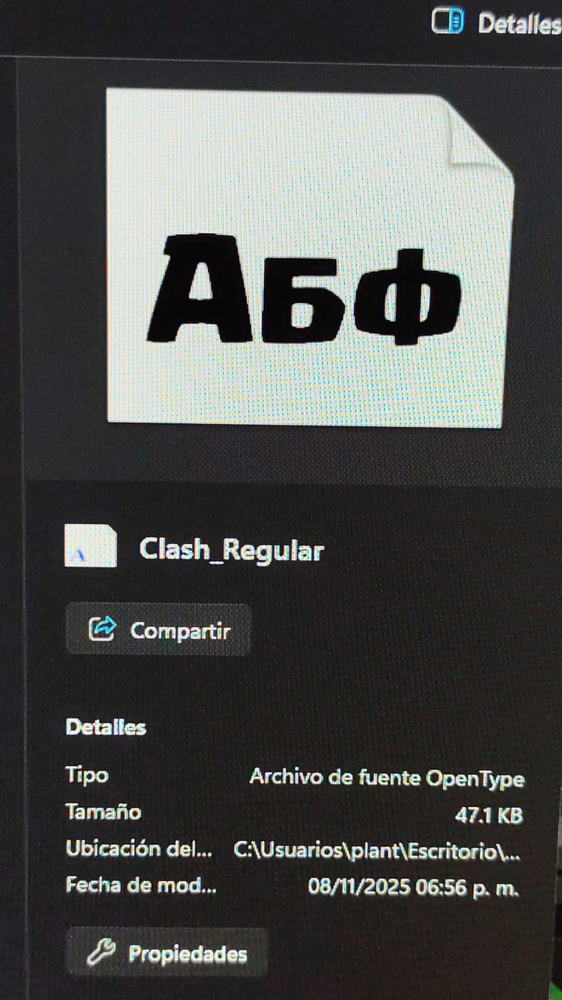 Detalles
Абф
Clash_Regular
Compartir
Detalles
Tipo Archivo de fuente OpenType
Tamaño 47.1 KB
Ubicación del... C:\Usuarios\plant\Escritorio\...
Fecha de mod... 08/11/2025 06:56 p. m.
Propiedades